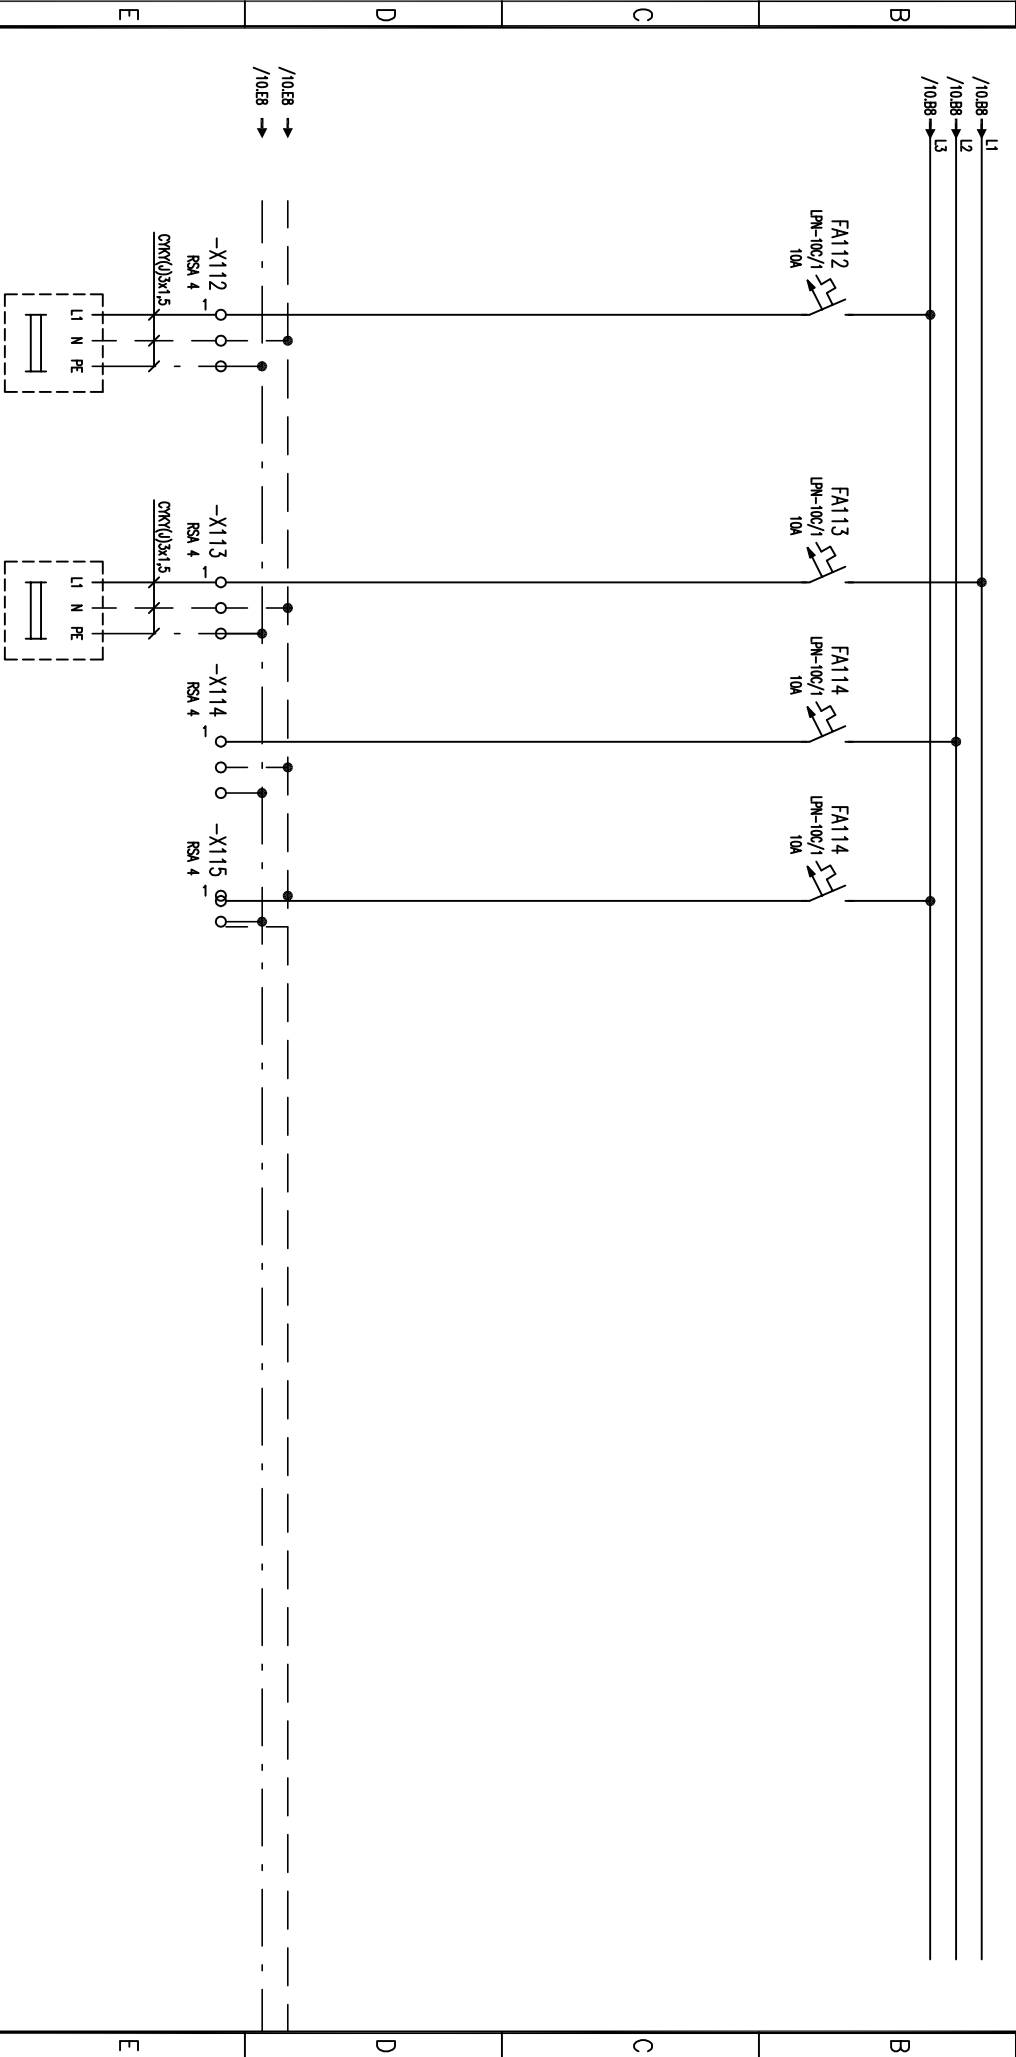 B
C
D
E
/10.B8
L1
/10.B8
L2
/10.B8
L3
FA112
LPN-10C/1
10A
FA113
LPN-10C/1
10A
FA114
LPN-10C/1
10A
FA114
LPN-10C/1
10A
/10.E8
/10.E8
-X112
RSA 4
1
CYKY(J)3x1,5
L1 N PE
-X113
RSA 4
1
CYKY(J)3x1,5
L1 N PE
-X114
RSA 4
1
-X115
RSA 4
1
B
C
D
E